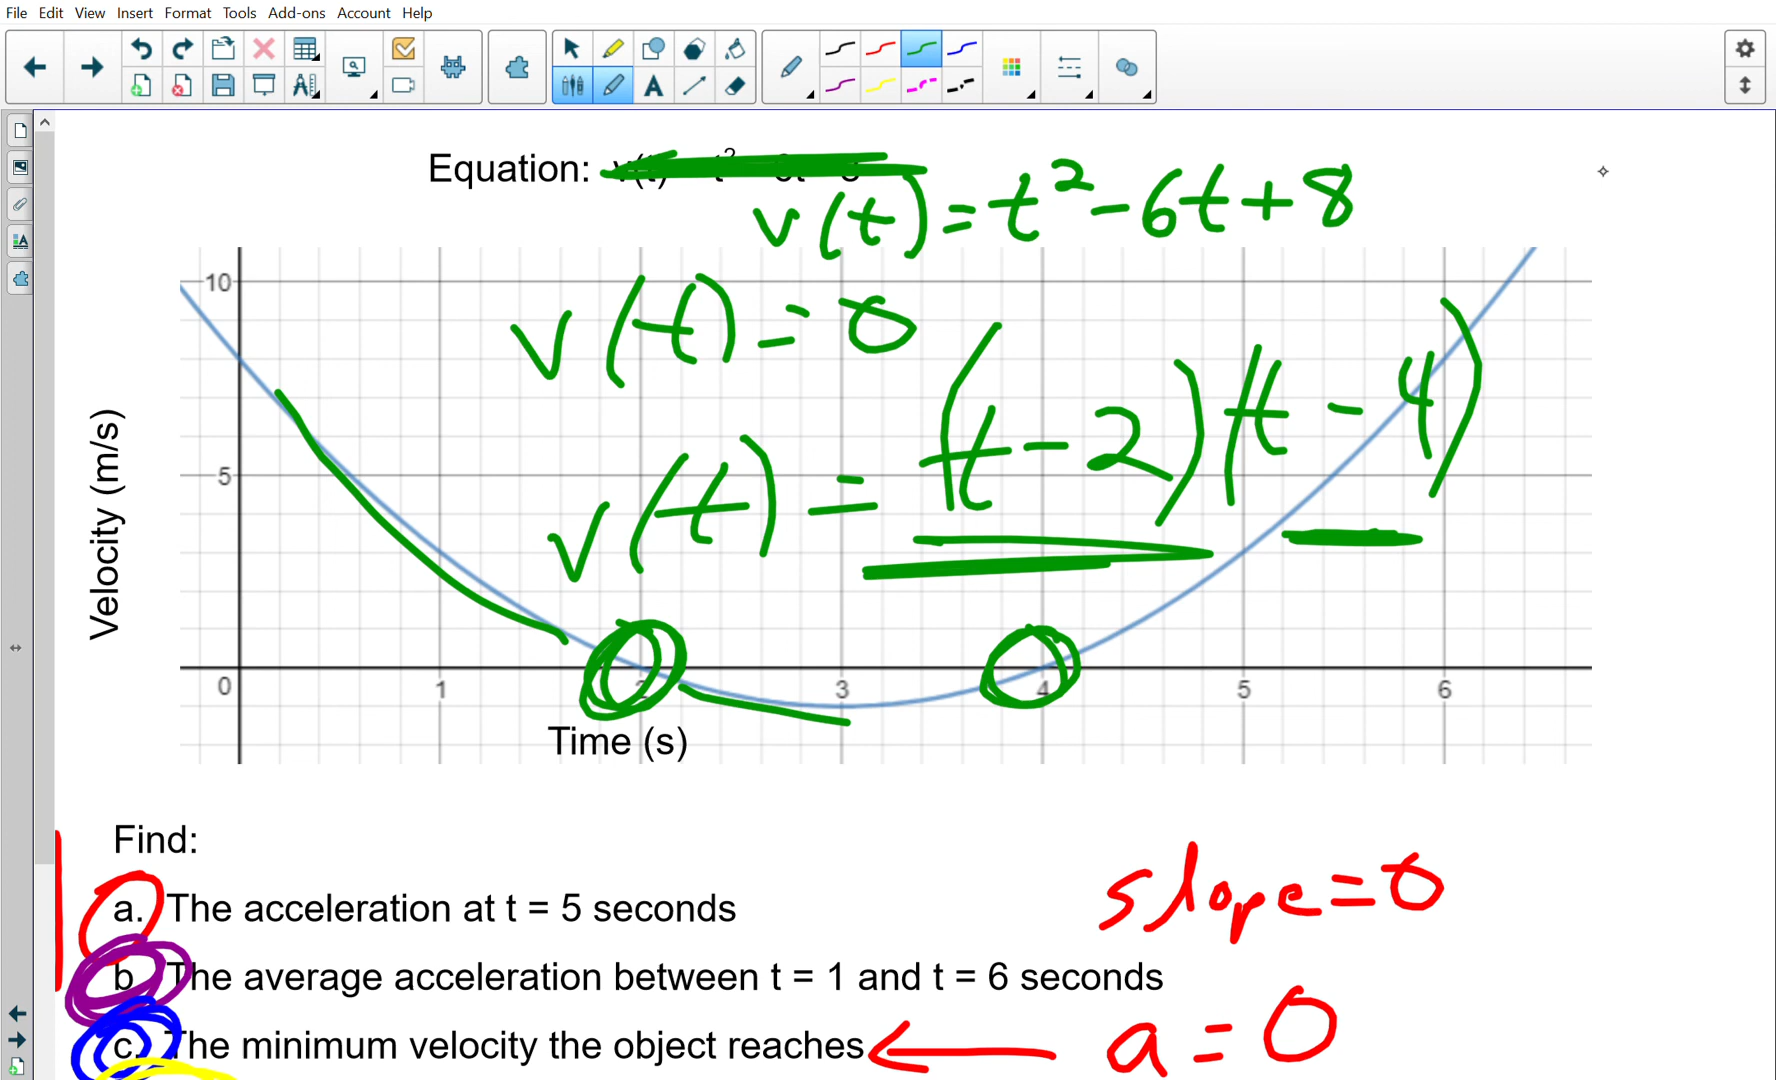 File Edit View Insert Format Tools Add-ons Account Help
Equation:
v(t) = t² - 6t + 8
10
v(t) = 0
v(t) = (t - 2)(t - 4)
5
Velocity (m/s)
0 1 2 3 4 5 6
Time (s)
Find:
a. The acceleration at t = 5 seconds
slope = 0
b. The average acceleration between t = 1 and t = 6 seconds
c. The minimum velocity the object reaches
a = 0